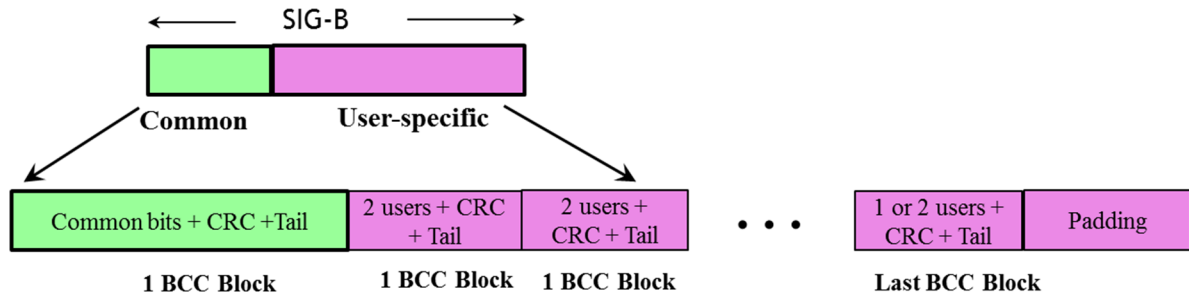 SIG-B
Common
User-specific
Common bits + CRC +Tail
2 users + CRC
+ Tail
2 users +
CRC + Tail
• • •
1 or 2 users +
CRC + Tail
Padding
1 BCC Block
1 BCC Block
1 BCC Block
Last BCC Block